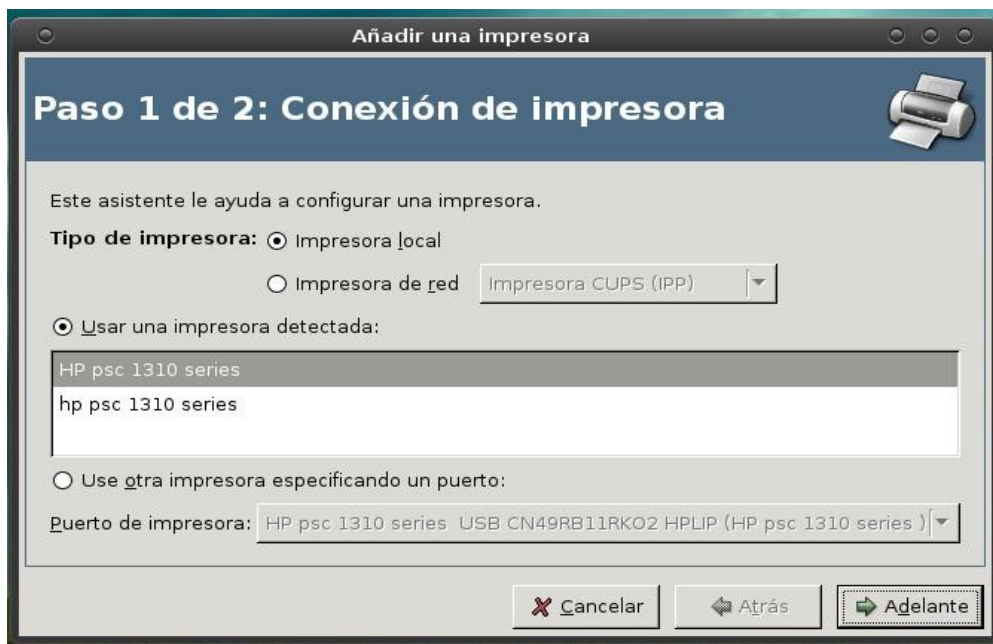 Añadir una impresora
Paso 1 de 2: Conexión de impresora
Este asistente le ayuda a configurar una impresora.
Tipo de impresora: Impresora local
Impresora de red Impresora CUPS (IPP)
Usar una impresora detectada:
HP psc 1310 series
hp psc 1310 series
Use otra impresora especificando un puerto:
Puerto de impresora: HP psc 1310 series USB CN49RB11RKO2 HPLIP (HP psc 1310 series )
Cancelar Atrás Adelante